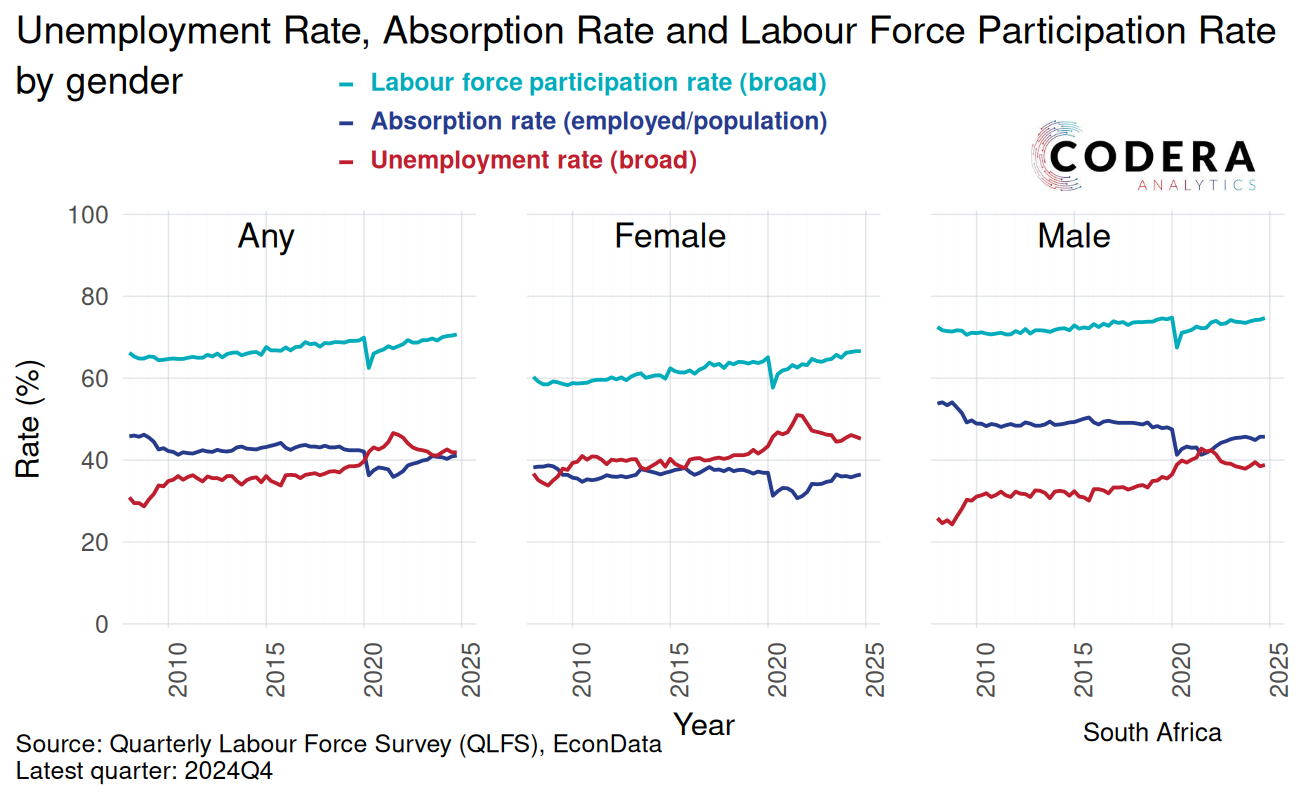 Unemployment Rate, Absorption Rate and Labour Force Participation Rate
by gender
Labour force participation rate (broad)
Absorption rate (employed/population)
Unemployment rate (broad)
CODERA
ANALYTICS
Any
Female
Male
100
80
60
40
20
0
Rate (%)
2010 2015 2020 2025
2010 2015 2020 2025
2010 2015 2020 2025
Year
Source: Quarterly Labour Force Survey (QLFS), EconData
Latest quarter: 2024Q4
South Africa